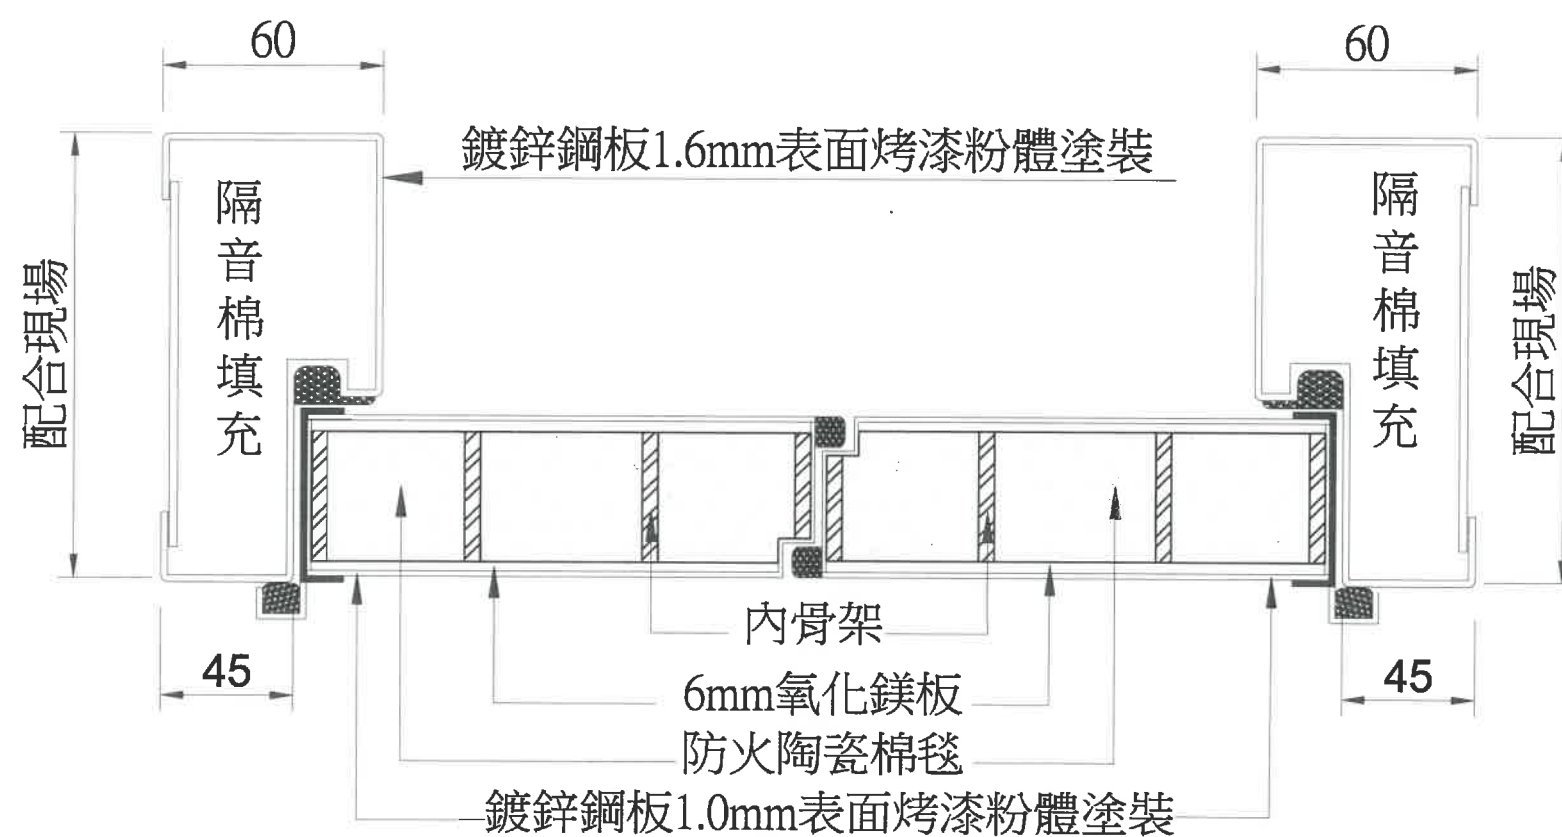 60
60
鍍鋅鋼板1.6mm表面烤漆粉體塗裝
隔音棉填充
隔音棉填充
配合現場
配合現場
內骨架
45
45
6mm氧化鎂板
防火陶瓷棉毯
鍍鋅鋼板1.0mm表面烤漆粉體塗裝